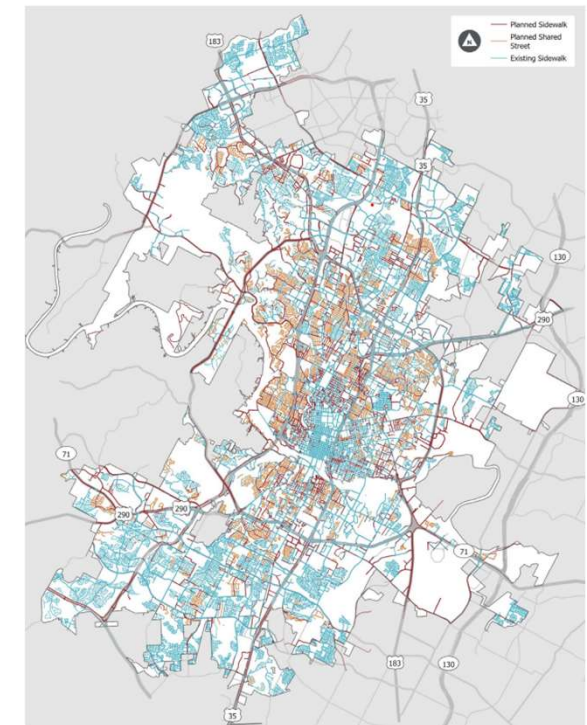 Planned Sidewalk
Planned Shared
Street
Existing Sidewalk
N
183
35
35
130
290
130
71
290
290
71
183
130
35